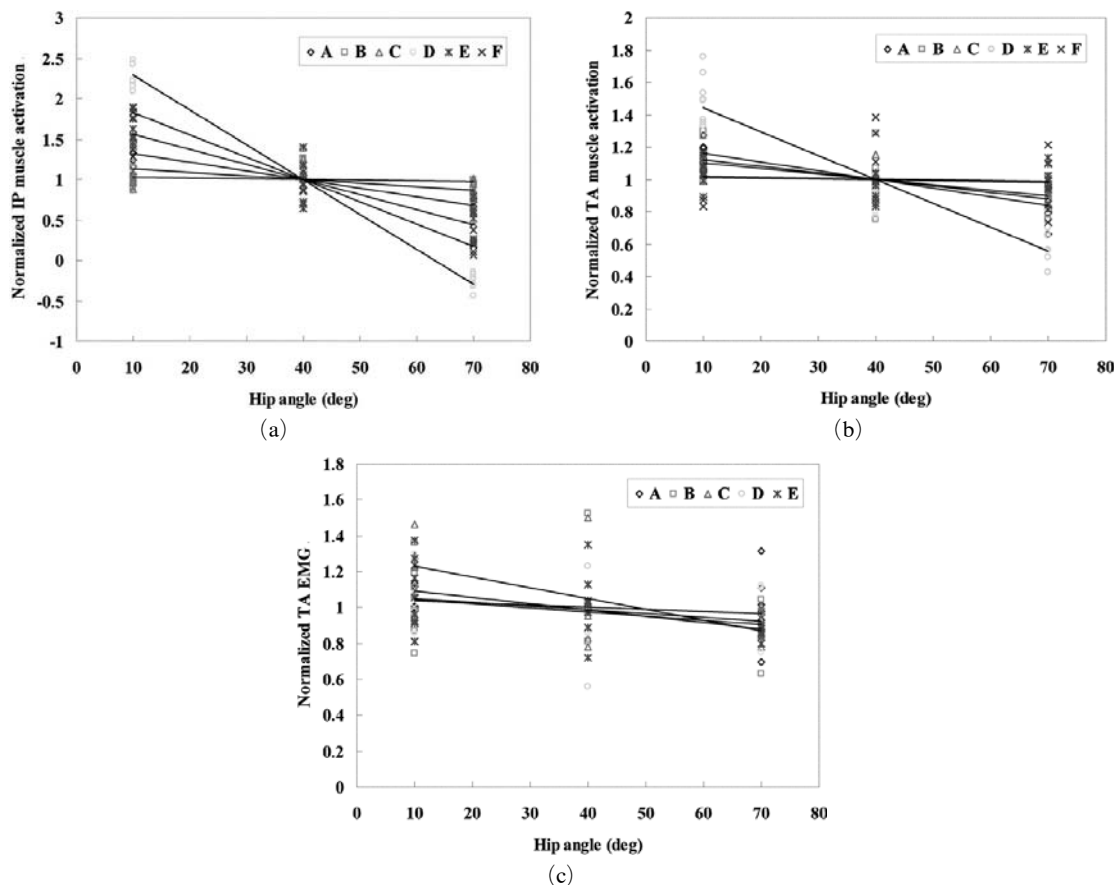 3
2.5
2
1.5
1
0.5
0
-0.5
-1
Normalized IP muscle activation
A B C D E F
0 10 20 30 40 50 60 70 80
Hip angle (deg)
(a)
2
1.8
1.6
1.4
1.2
1
0.8
0.6
0.4
0.2
0
Normalized TA muscle activation
A B C D E F
0 10 20 30 40 50 60 70 80
Hip angle (deg)
(b)
1.8
1.6
1.4
1.2
1
0.8
0.6
0.4
0.2
0
Normalized TA EMG
A B C D E
0 10 20 30 40 50 60 70 80
Hip angle (deg)
(c)